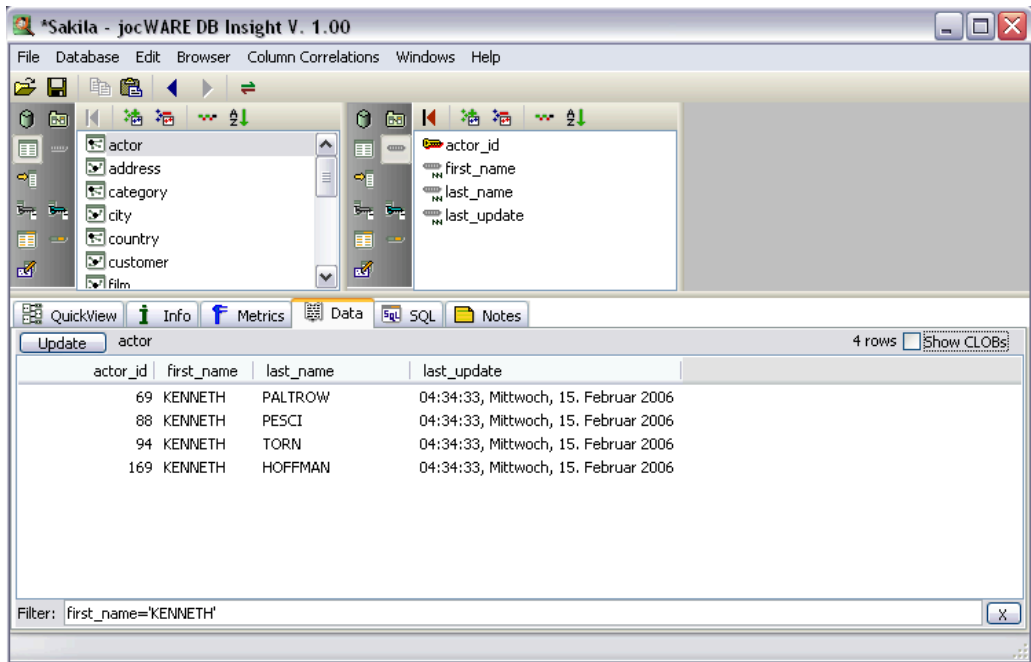 *Sakila - jocWARE DB Insight V. 1.00
File Database Edit Browser Column Correlations Windows Help
actor
address
category
city
country
customer
film
actor_id
first_name
last_name
last_update
QuickView Info Metrics Data SQL Notes
Update actor 4 rows Show CLOBs
actor_id first_name last_name last_update
69 KENNETH PALTROW 04:34:33, Mittwoch, 15. Februar 2006
88 KENNETH PESCI 04:34:33, Mittwoch, 15. Februar 2006
94 KENNETH TORN 04:34:33, Mittwoch, 15. Februar 2006
169 KENNETH HOFFMAN 04:34:33, Mittwoch, 15. Februar 2006
Filter: first_name='KENNETH' X